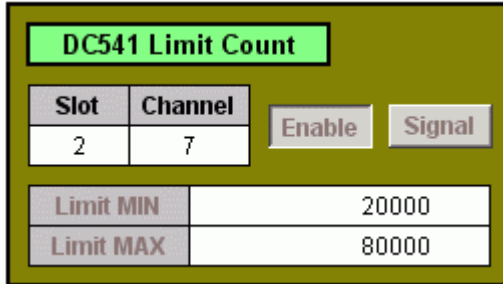 DC541 Limit Count
Slot Channel Enable Signal
2 7
Limit MIN 20000
Limit MAX 80000